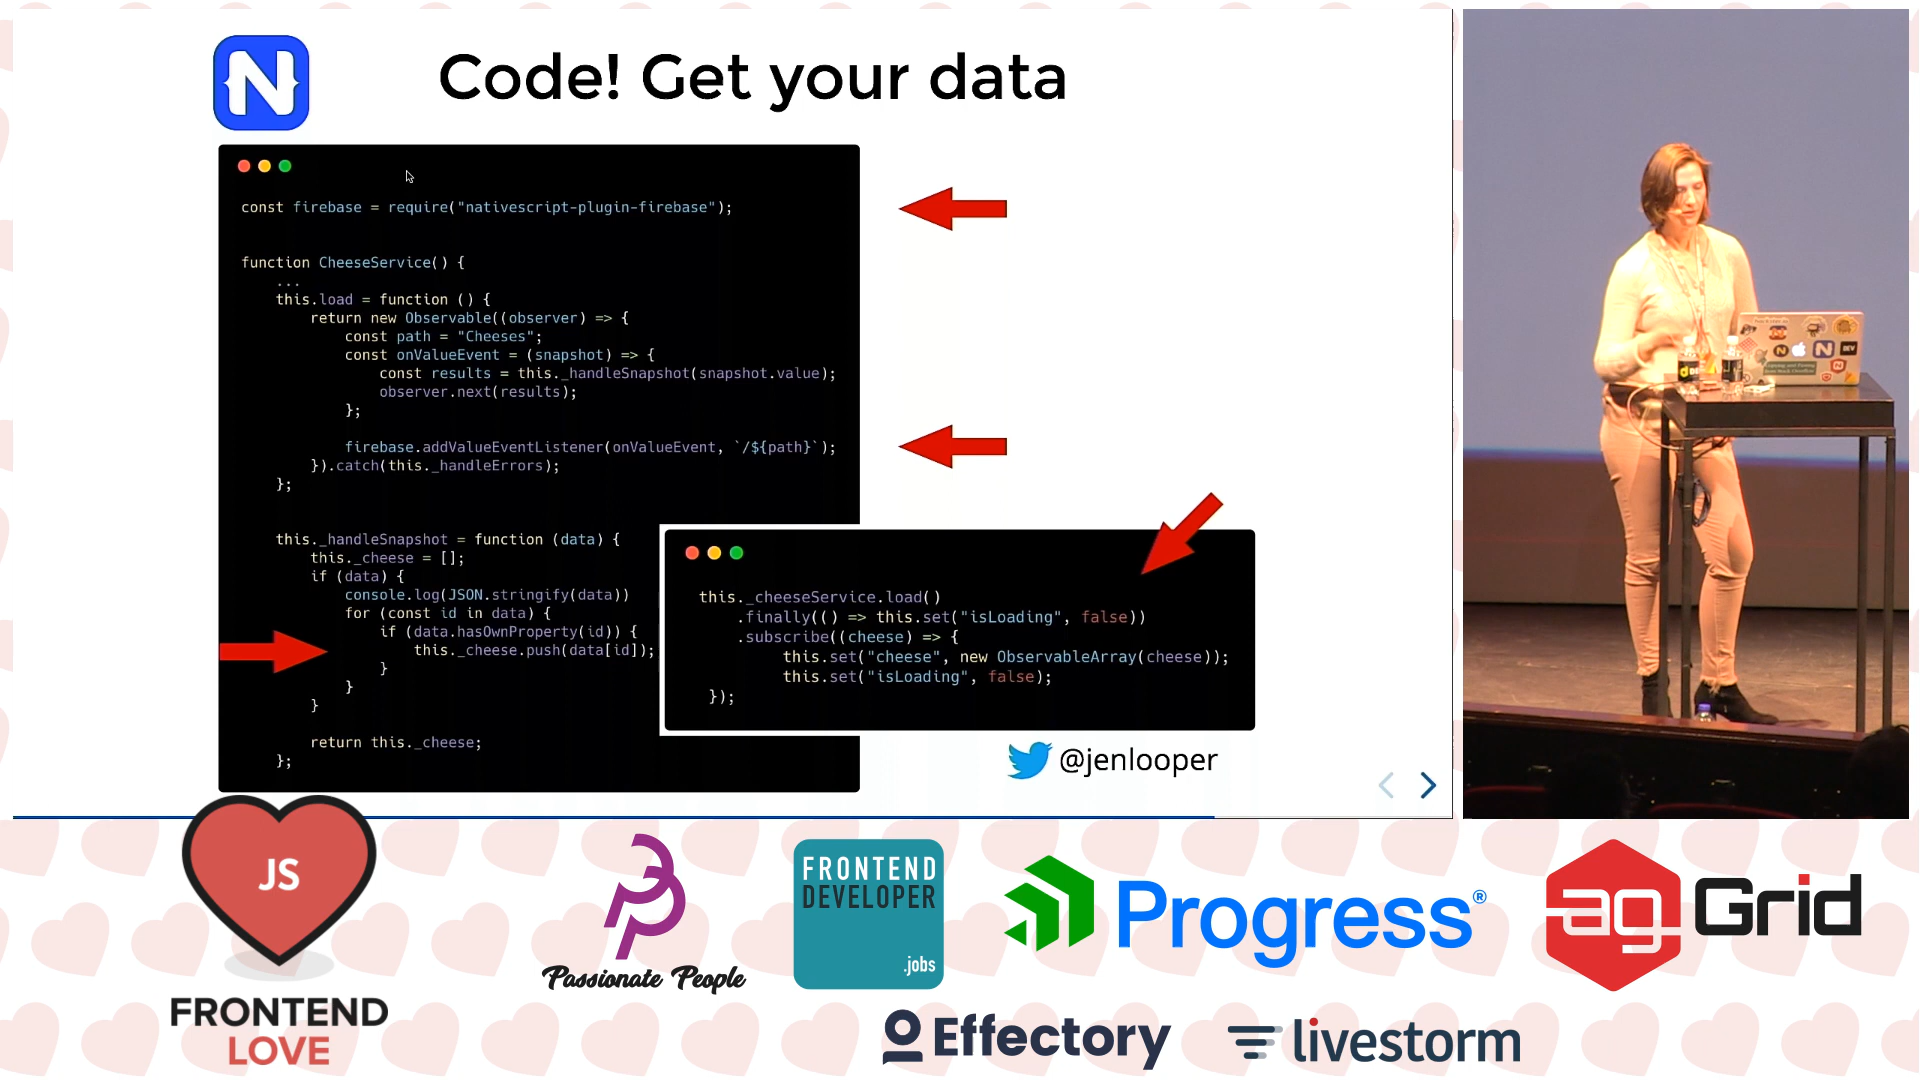 Code! Get your data
const firebase = require("nativescript-plugin-firebase");
function CheeseService() {
...
this.load = function () {
return new Observable((observer) => {
const path = "Cheeses";
const onValueEvent = (snapshot) => {
const results = this._handleSnapshot(snapshot.value);
observer.next(results);
};
firebase.addValueEventListener(onValueEvent, `/${path}`);
}).catch(this._handleErrors);
};
this._handleSnapshot = function (data) {
this._cheese = [];
if (data) {
console.log(JSON.stringify(data))
for (const id in data) {
if (data.hasOwnProperty(id)) {
this._cheese.push(data[id]);
}
}
}
return this._cheese;
};
this._cheeseService.load()
.finally(() => this.set("isLoading", false))
.subscribe((cheese) => {
this.set("cheese", new ObservableArray(cheese));
this.set("isLoading", false);
});
@jenlooper
JS
FRONTEND
LOVE
Passionate People
FRONTEND
DEVELOPER
.jobs
Progress®
ag Grid
Effectory
livestorm
N
DEV